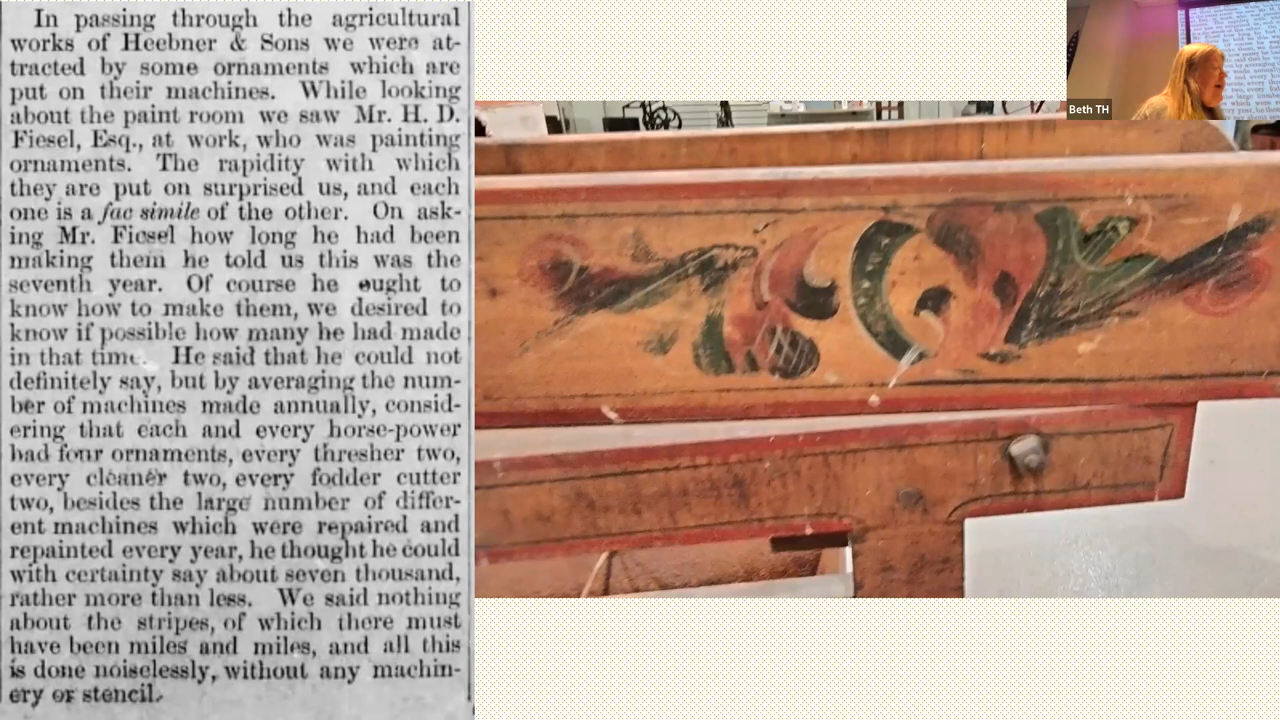 In passing through the agricultural
works of Heebner & Sons we were at-
tracted by some ornaments which are
put on their machines. While looking
about the paint room we saw Mr. H. D.
Ficsel, Esq., at work, who was painting
ornaments. The rapidity with which
they are put on surprised us, and each
one is a fac simile of the other. On ask-
ing Mr. Ficsel how long he had been
making them he told us this was the
seventh year. Of course he ought to
know how to make them, we desired to
know if possible how many he had made
in that time. He said that he could not
definitely say, but by averaging the num-
ber of machines made annually, consid-
ering that each and every horse-power
had four ornaments, every thresher two,
every cleaner two, every fodder cutter
two, besides the large number of differ-
ent machines which were repaired and
repainted every year, he thought he could
with certainty say about seven thousand,
rather more than less. We said nothing
about the stripes, of which there must
have been miles and miles, and all this
is done noiselessly, without any machin-
ery or stencil.
Beth TH